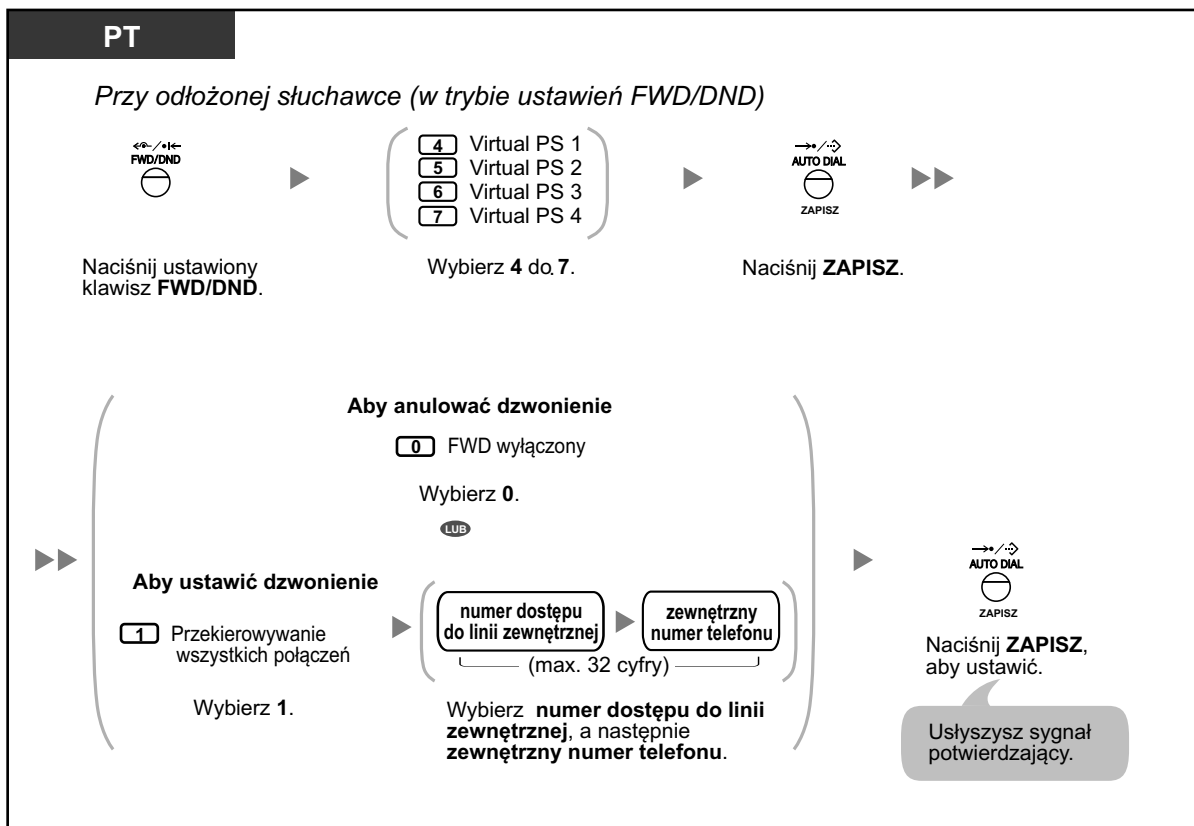 PT
Przy odłożonej słuchawce (w trybie ustawień FWD/DND)
FWD/DND
Naciśnij ustawiony
klawisz FWD/DND.
4 Virtual PS 1
5 Virtual PS 2
6 Virtual PS 3
7 Virtual PS 4
Wybierz 4 do 7.
AUTO DIAL
ZAPISZ
Naciśnij ZAPISZ.
Aby anulować dzwonienie
0 FWD wyłączony
Wybierz 0.
LUB
Aby ustawić dzwonienie
1 Przekierowywanie
wszystkich połączeń
Wybierz 1.
numer dostępu
do linii zewnętrznej
zewnętrzny
numer telefonu
(max. 32 cyfry)
Wybierz numer dostępu do linii
zewnętrznej, a następnie
zewnętrzny numer telefonu.
AUTO DIAL
ZAPISZ
Naciśnij ZAPISZ,
aby ustawić.
Usłyszysz sygnał
potwierdzający.